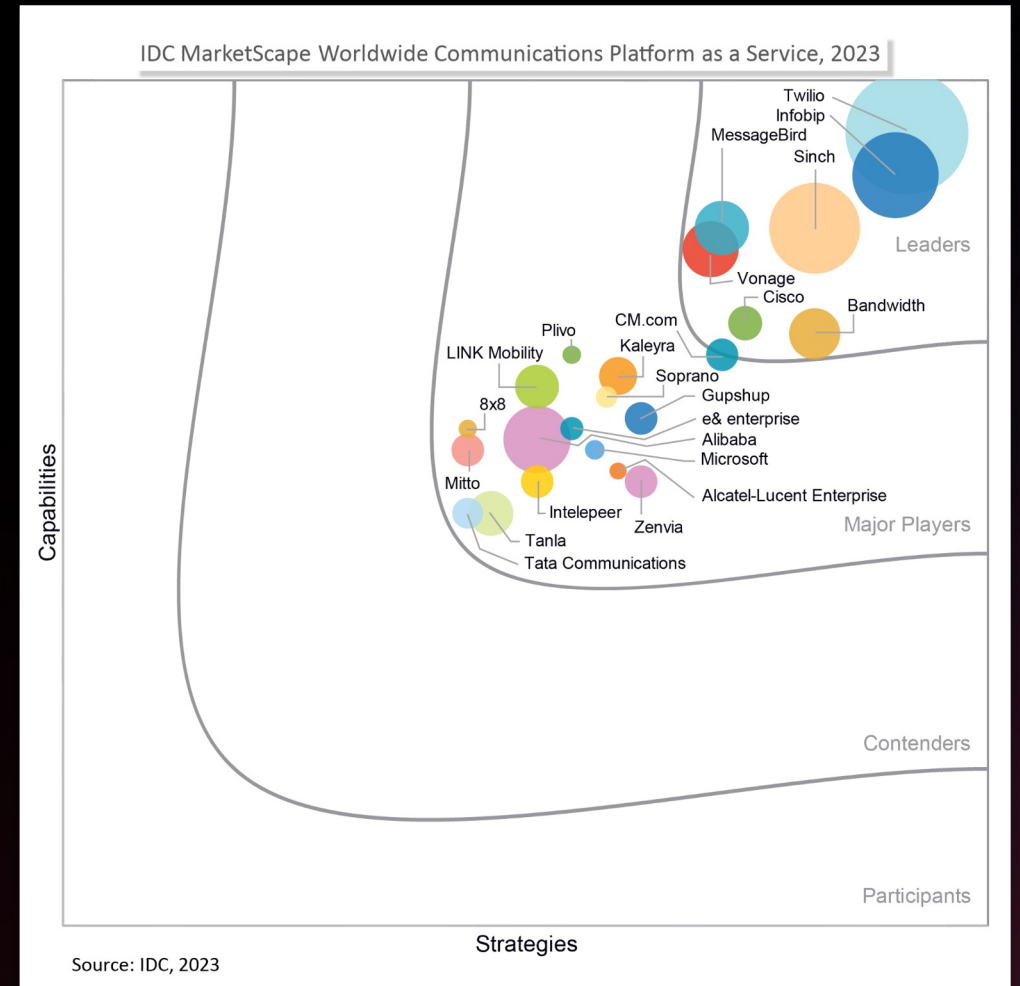 IDC MarketScape Worldwide Communications Platform as a Service, 2023
Twilio
Infobip
MessageBird
Sinch
Leaders
Vonage
Cisco
Bandwidth
CM.com
Plivo
Kaleyra
LINK Mobility
Soprano
Gupshup
8x8
e& enterprise
Alibaba
Microsoft
Mitto
Alcatel-Lucent Enterprise
Intelepeer
Zenvia
Major Players
Tanla
Tata Communications
Capabilities
Contenders
Participants
Strategies
Source: IDC, 2023